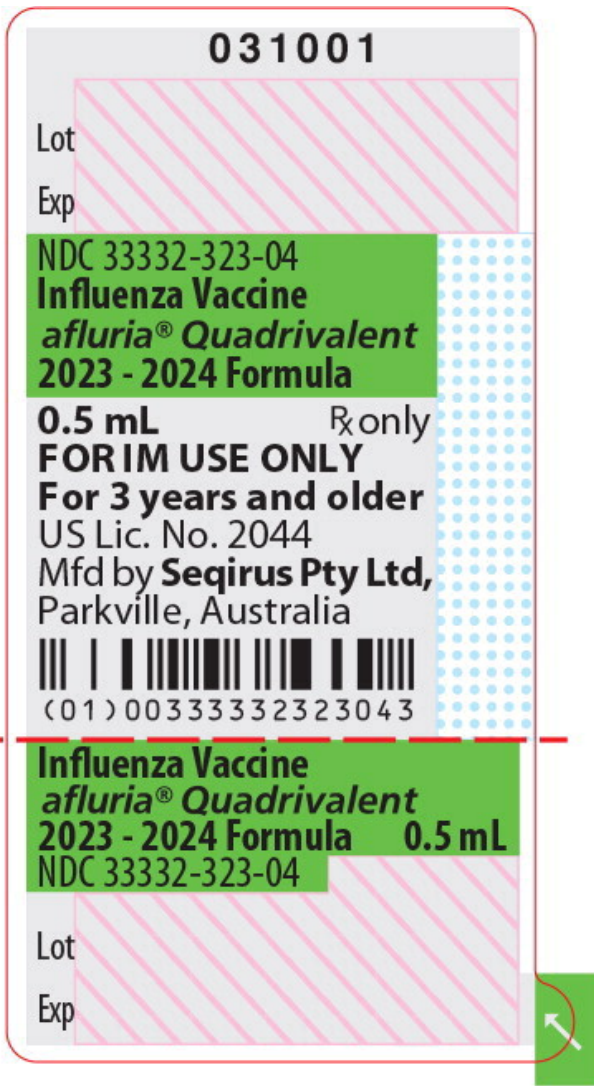 031001
Lot
Exp
NDC 33332-323-04
Influenza Vaccine
afluria® Quadrivalent
2023 - 2024 Formula
0.5 mL ℞ only
FOR IM USE ONLY
For 3 years and older
US Lic. No. 2044
Mfd by Seqirus Pty Ltd,
Parkville, Australia
(01)00333332323043
Influenza Vaccine
afluria® Quadrivalent
2023 - 2024 Formula 0.5 mL
NDC 33332-323-04
Lot
Exp